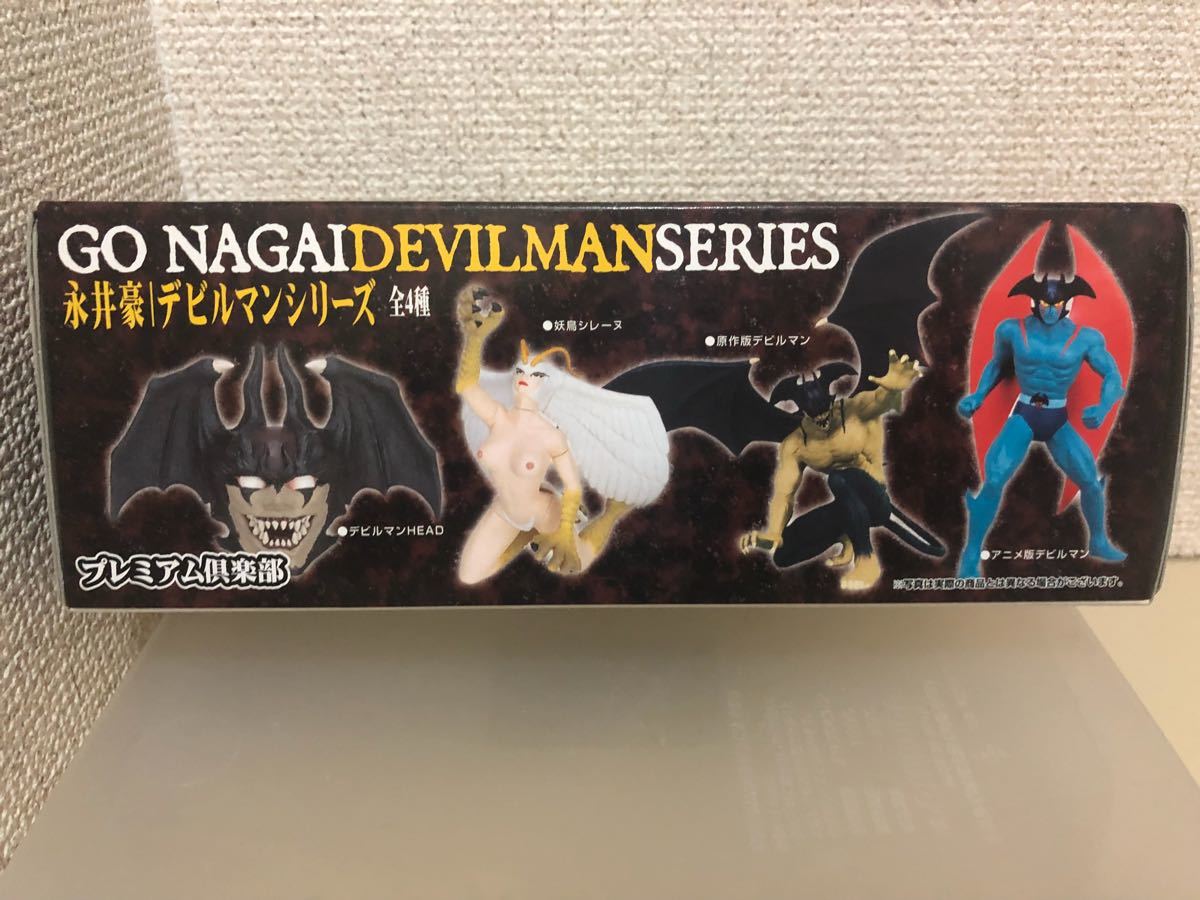 GO NAGAIDEVILMANSERIES
永井豪|デビルマンシリーズ 全4種
●妖鳥シレーヌ
●原作版デビルマン
●デビルマンHEAD
●アニメ版デビルマン
プレミアム倶楽部
※写真は実際の商品とは異なる場合がございます。